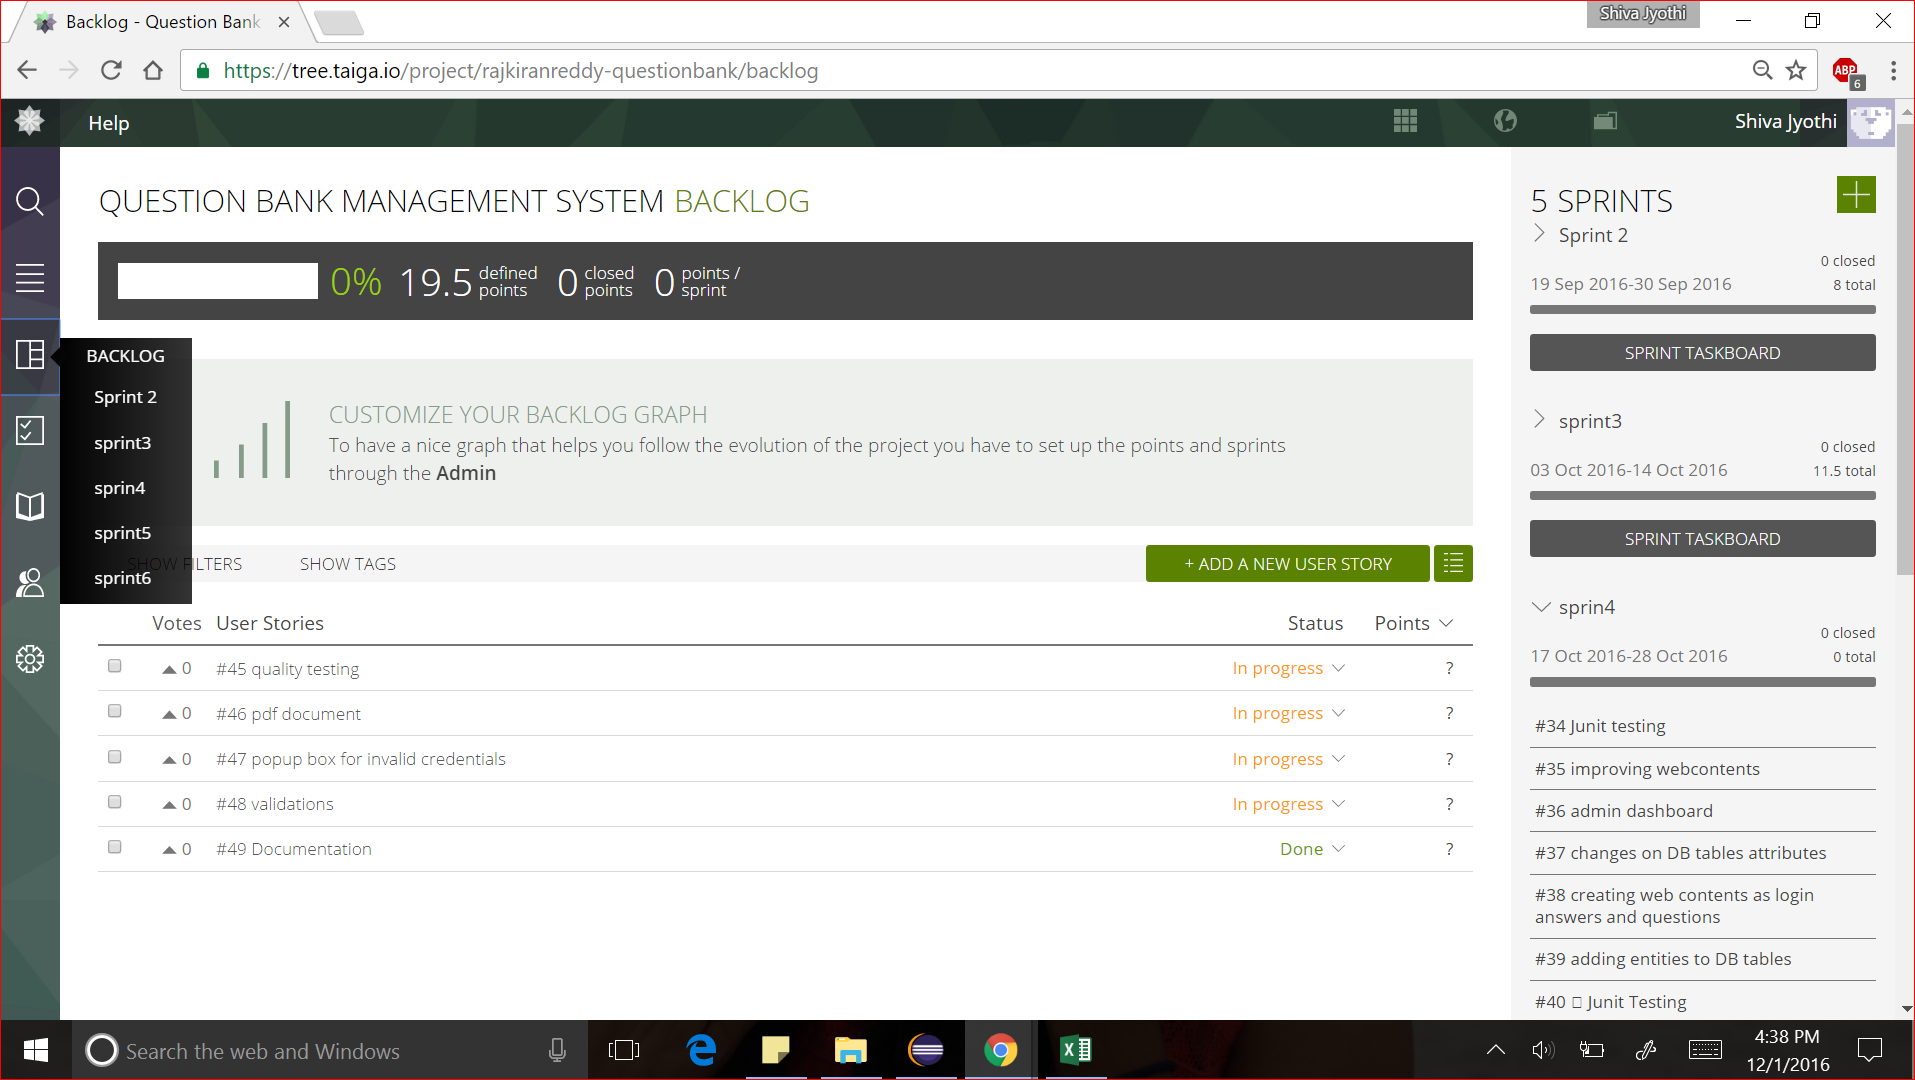 Backlog - Question Bank
Shiva Jyothi
https://tree.taiga.io/project/rajkiranreddy-questionbank/backlog
ABP
6
Help
Shiva Jyothi
QUESTION BANK MANAGEMENT SYSTEM BACKLOG
0% 19.5 defined points 0 closed points 0 points / sprint
BACKLOG
Sprint 2
sprint3
sprin4
sprint5
sprint6
CUSTOMIZE YOUR BACKLOG GRAPH
To have a nice graph that helps you follow the evolution of the project you have to set up the points and sprints
through the Admin
SHOW FILTERS
SHOW TAGS
+ ADD A NEW USER STORY
Votes User Stories Status Points
0 #45 quality testing In progress ?
0 #46 pdf document In progress ?
0 #47 popup box for invalid credentials In progress ?
0 #48 validations In progress ?
0 #49 Documentation Done ?
5 SPRINTS
Sprint 2
0 closed
19 Sep 2016-30 Sep 2016
8 total
SPRINT TASKBOARD
sprint3
0 closed
03 Oct 2016-14 Oct 2016
11.5 total
SPRINT TASKBOARD
sprin4
0 closed
17 Oct 2016-28 Oct 2016
0 total
#34 Junit testing
#35 improving webcontents
#36 admin dashboard
#37 changes on DB tables attributes
#38 creating web contents as login
answers and questions
#39 adding entities to DB tables
#40 Junit Testing
Search the web and Windows
4:38 PM
12/1/2016